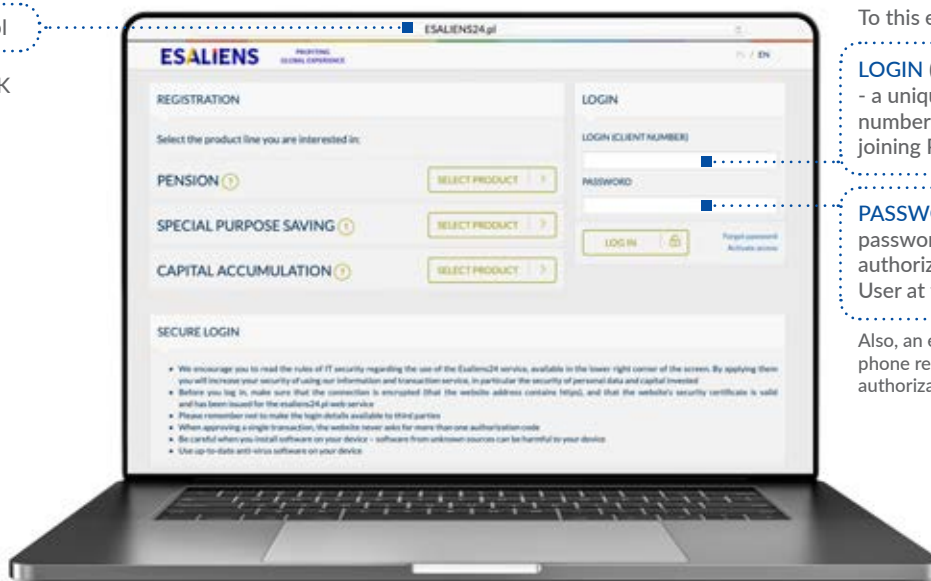 pl
K
ESALIENS24.pl
ESALIENS
PROFITING
GLOBAL EXPERIENCE
/ EN
REGISTRATION
Select the product line you are interested in:
PENSION ?
SELECT PRODUCT >
SPECIAL PURPOSE SAVING ?
SELECT PRODUCT >
CAPITAL ACCUMULATION ?
SELECT PRODUCT >
LOGIN
LOGIN (CLIENT NUMBER)
PASSWORD
LOG IN
Forgot password
Activate access
SECURE LOGIN
• We encourage you to read the rules of IT security regarding the use of the Esaliens24 service, available in the lower right corner of the screen. By applying them
you will increase your security of using our information and transaction service, in particular the security of personal data and capital invested
• Before you log in, make sure that the connection is encrypted (that the website address contains https), and that the website's security certificate is valid
and has been issued for the esaliens24.pl web service
• Please remember not to make the login details available to third parties
• When approving a single transaction, the website never asks for more than one authorization code
• Be careful when you install software on your device – software from unknown sources can be harmful to your device
• Use up-to-date anti-virus software on your device
To this e
LOGIN (
- a uniqu
number
joining P
PASSWO
passwor
authoriz
User at
Also, an e
phone re
authoriza